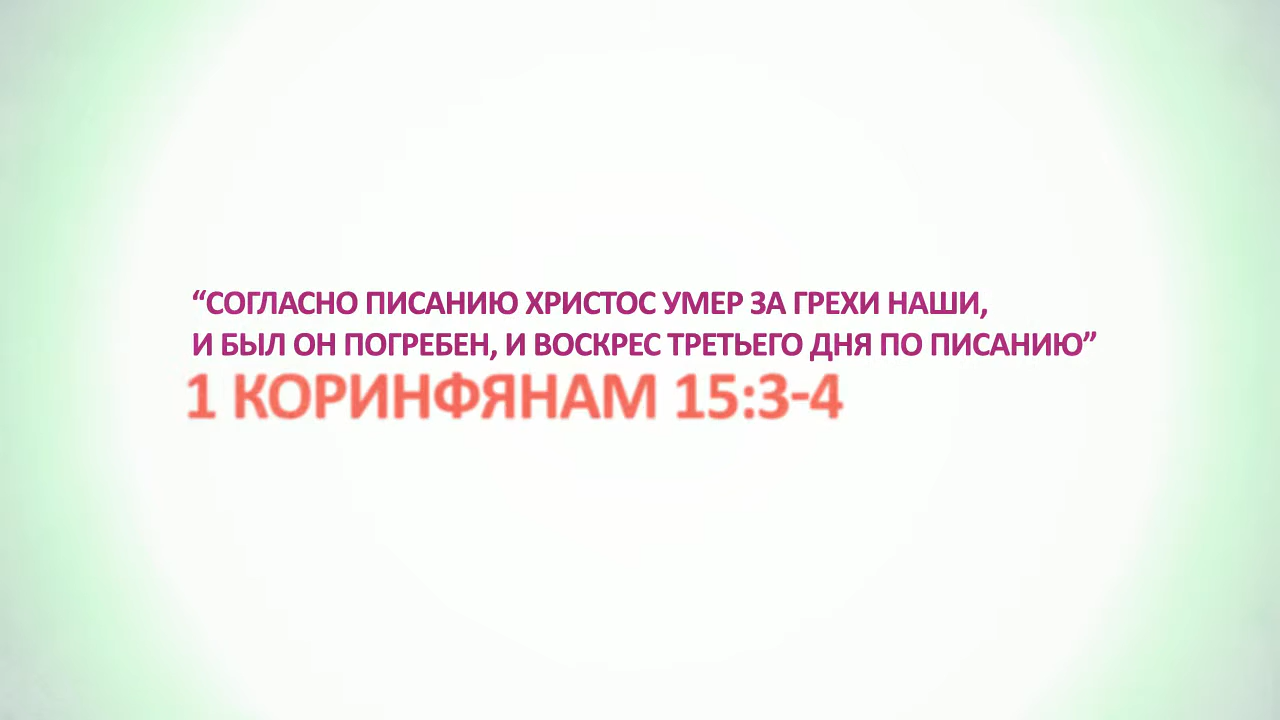 “СОГЛАСНО ПИСАНИЮ ХРИСТОС УМЕР ЗА ГРЕХИ НАШИ,
И БЫЛ ОН ПОГРЕБЕН, И ВОСКРЕС ТРЕТЬЕГО ДНЯ ПО ПИСАНИЮ”
1 КОРИНФЯНАМ 15:3-4